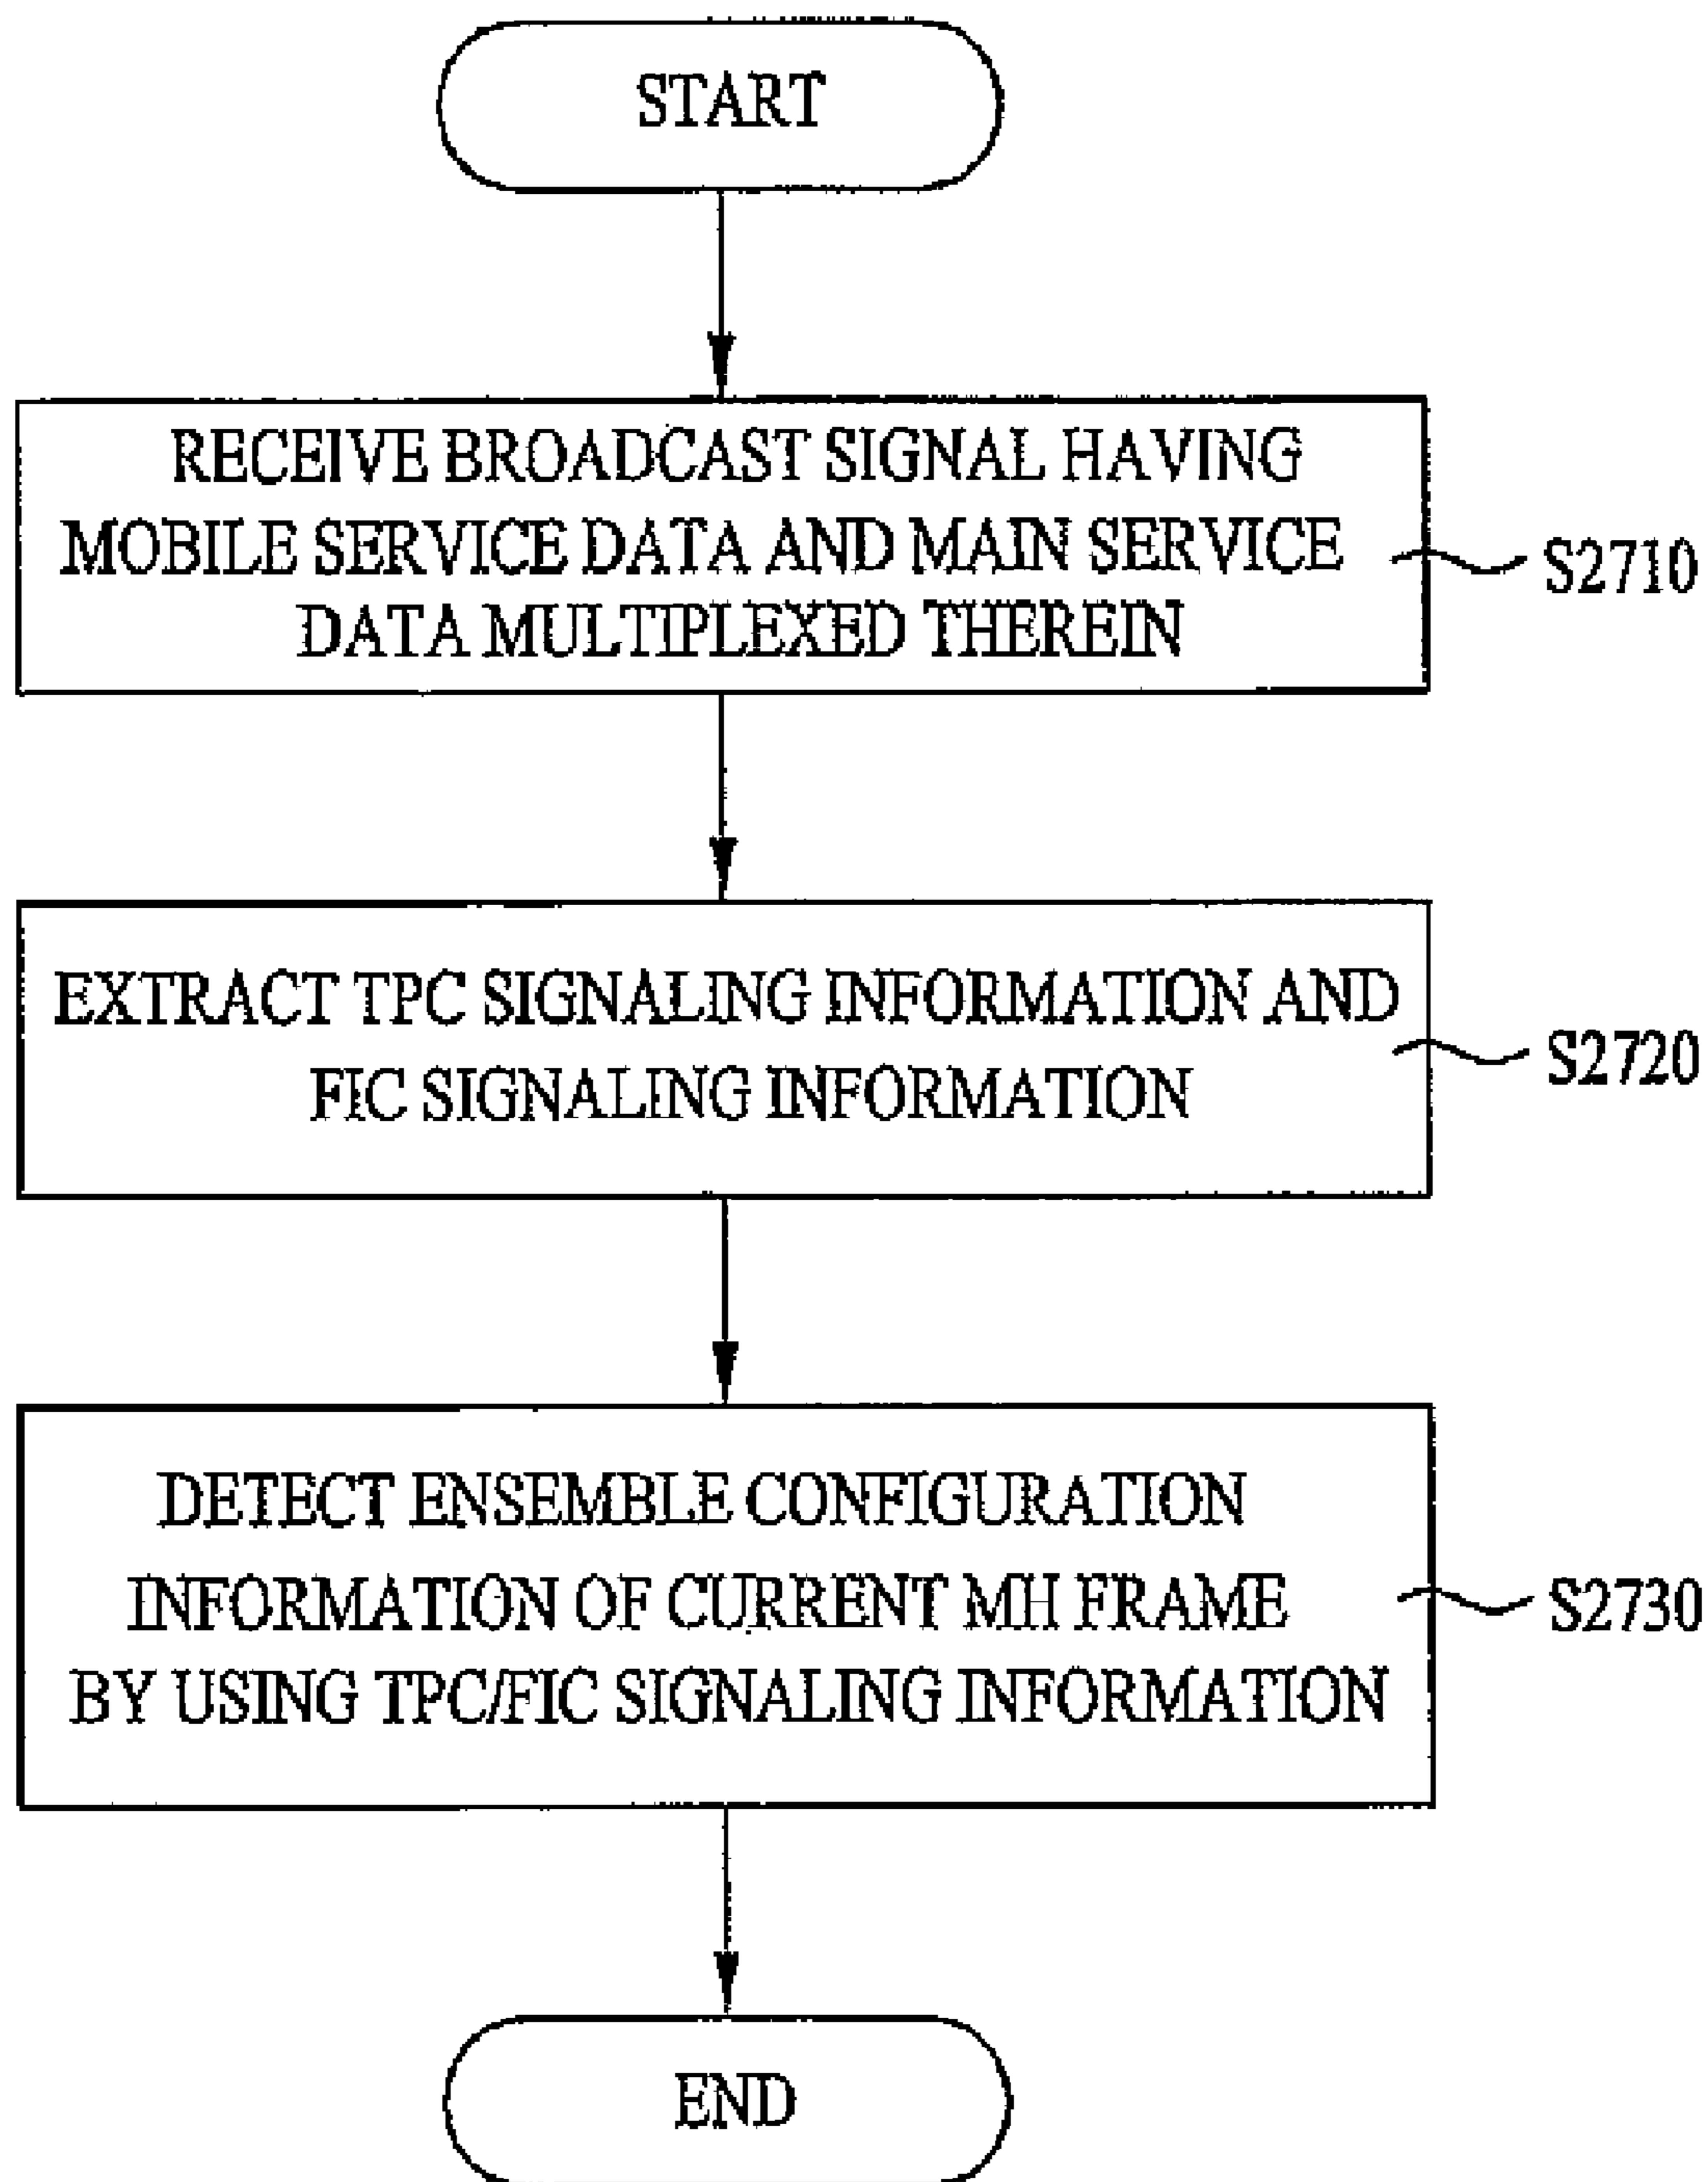 START
RECEIVE BROADCAST SIGNAL HAVING
MOBILE SERVICE DATA AND MAIN SERVICE
DATA MULTIPLEXED THEREIN
S2710
EXTRACT TPC SIGNALING INFORMATION AND
FIC SIGNALING INFORMATION
S2720
DETECT ENSEMBLE CONFIGURATION
INFORMATION OF CURRENT MH FRAME
BY USING TPC/FIC SIGNALING INFORMATION
S2730
END